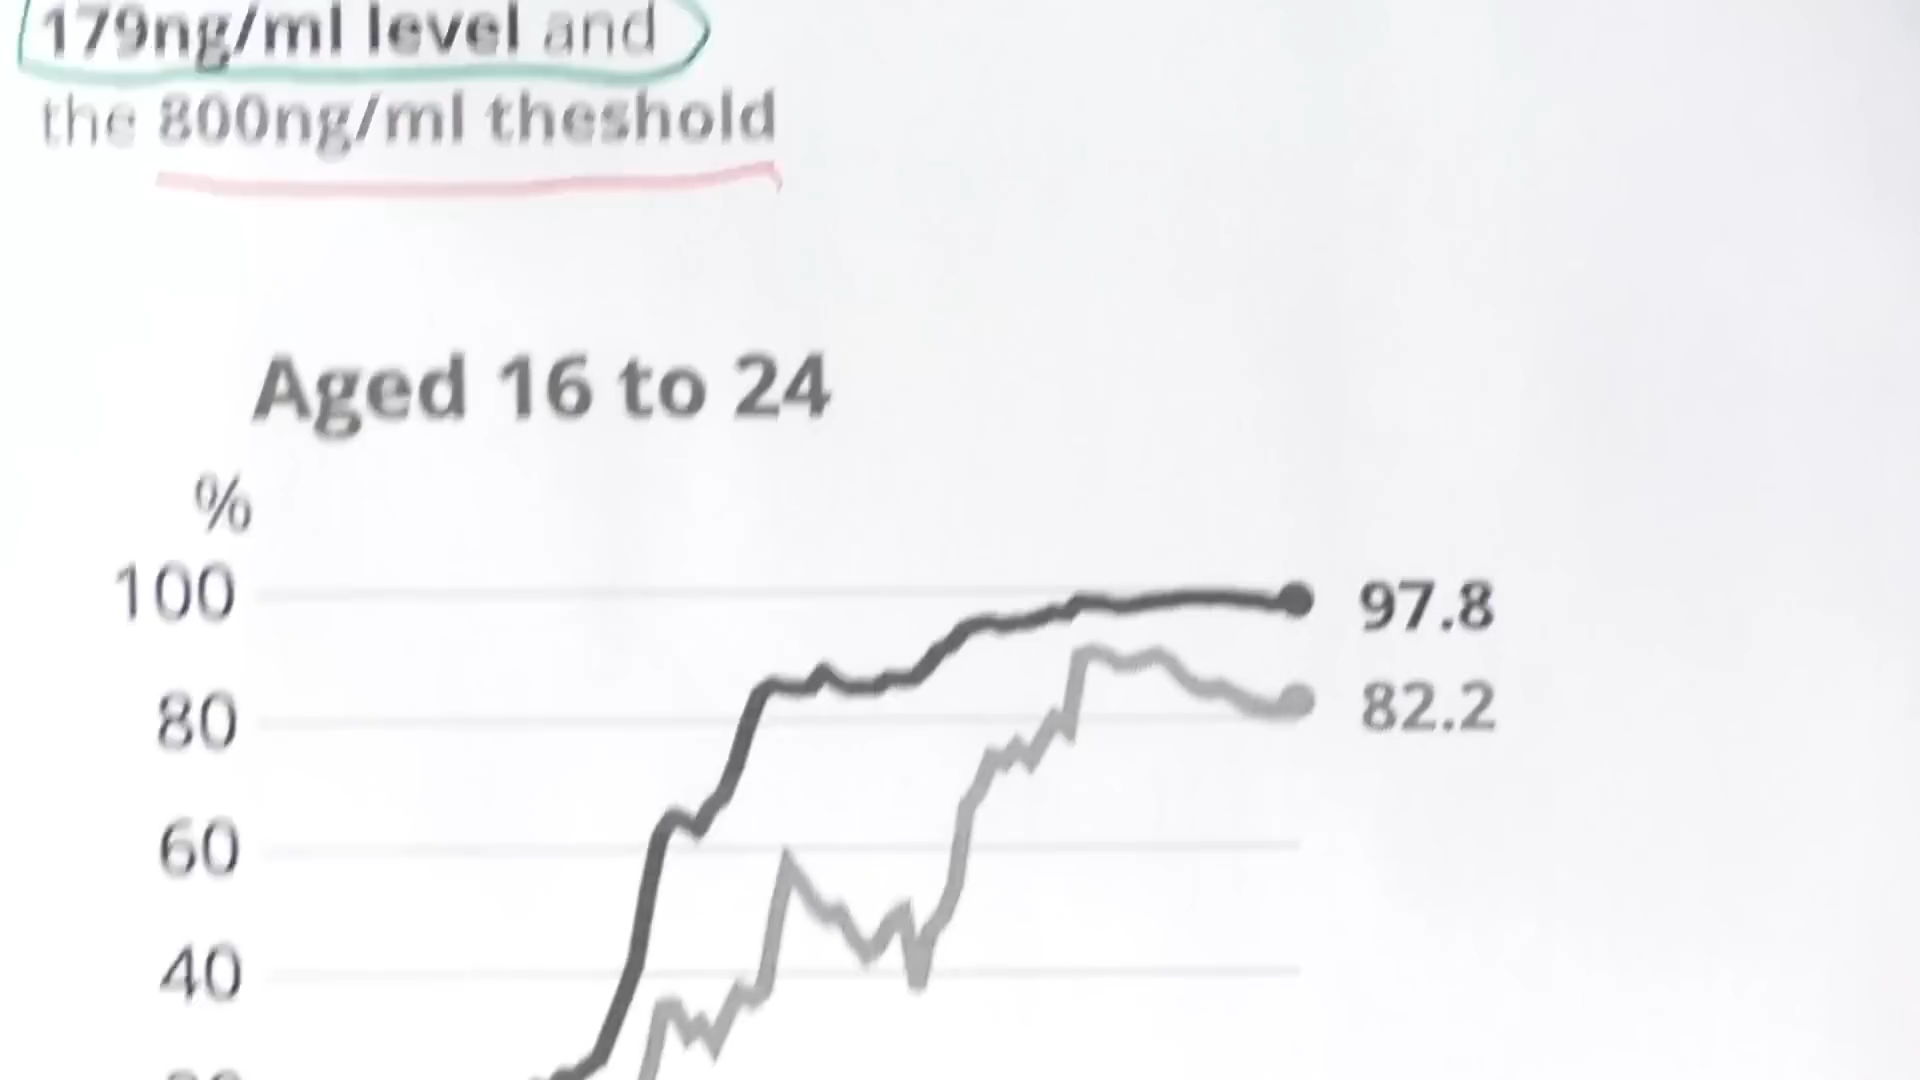 179ng/ml level and
the 800ng/ml theshold
Aged 16 to 24
%
100
97.8
80
82.2
60
40